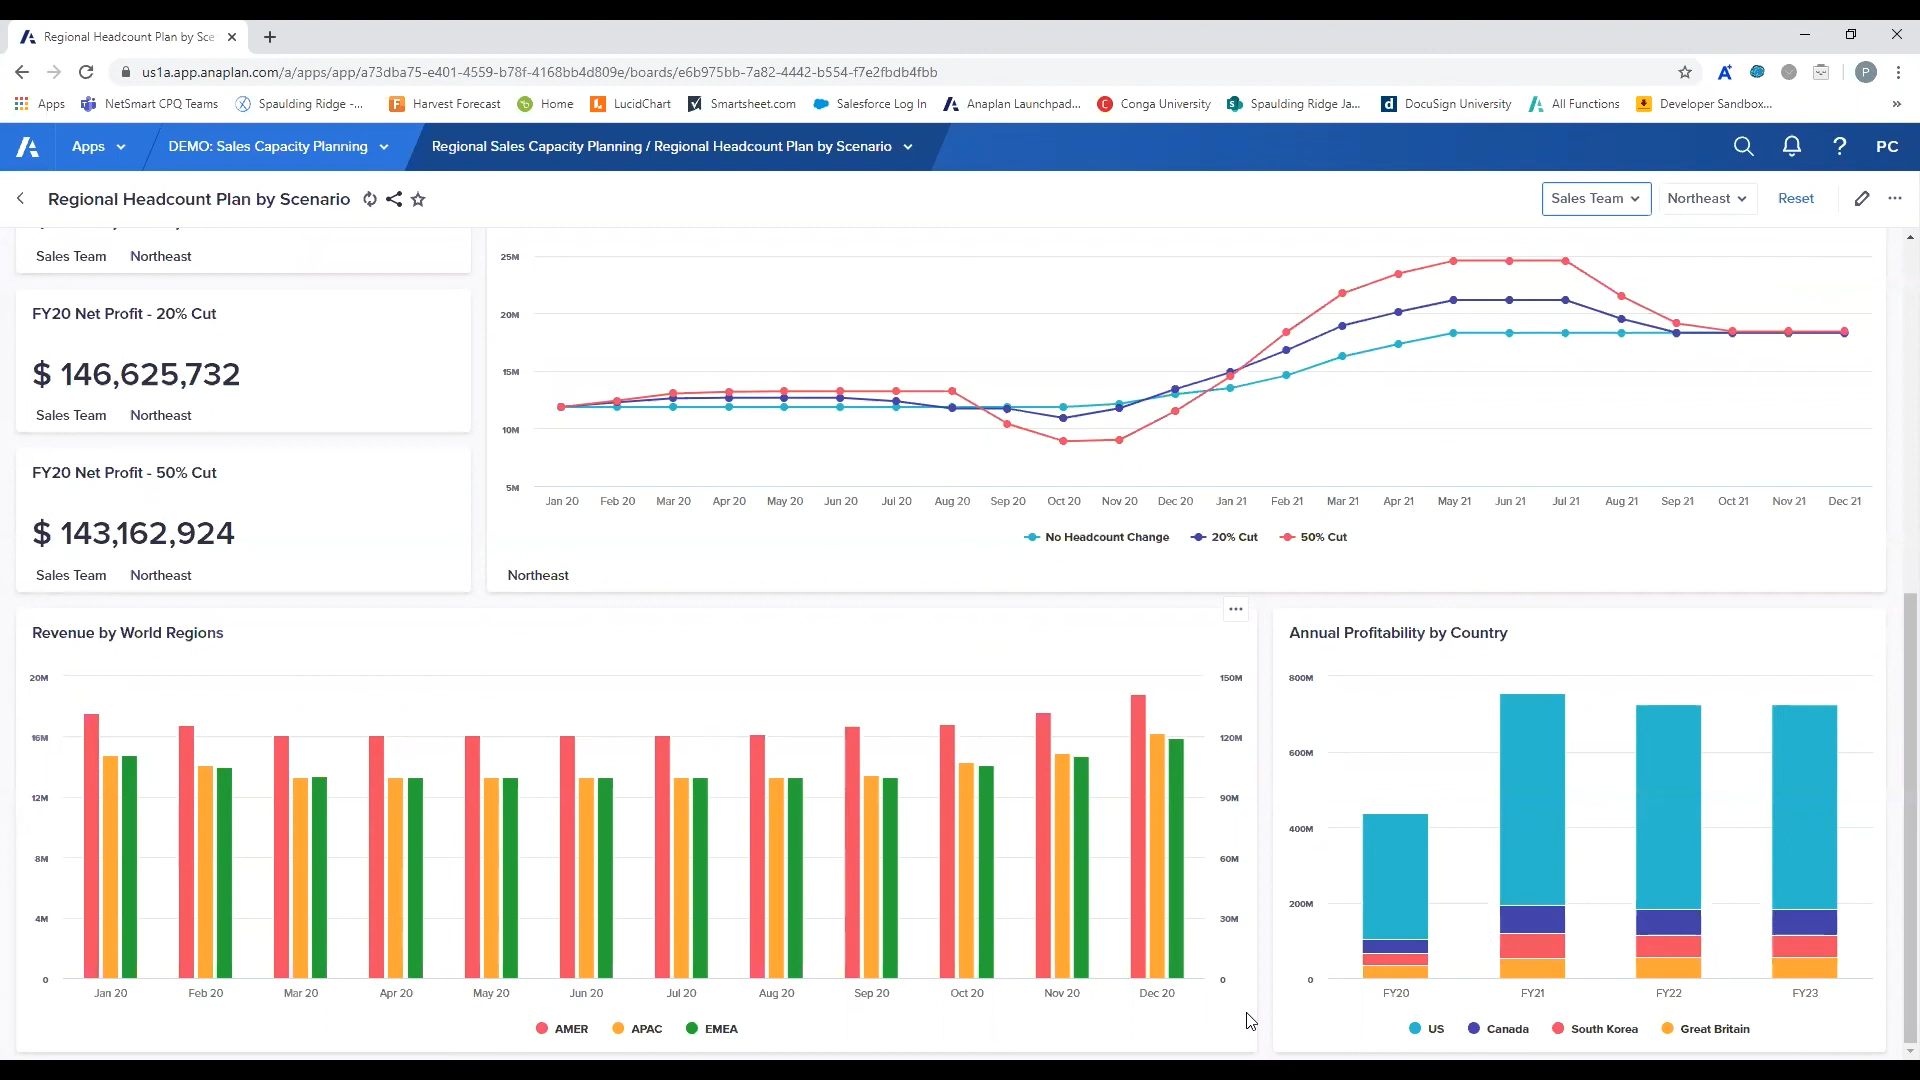 Regional Headcount Plan by Sce
us1a.app.anaplan.com/a/apps/app/a73dba75-e401-4559-b78f-4168bb4d809e/boards/e6b975bb-7a82-4442-b554-f7e2fbdb4fbb
P
Apps NetSmart CPQ Teams Spaulding Ridge -... Harvest Forecast Home LucidChart Smartsheet.com Salesforce Log In Anaplan Launchpad... Conga University Spaulding Ridge Ja... DocuSign University All Functions Developer Sandbox...
Apps DEMO: Sales Capacity Planning Regional Sales Capacity Planning / Regional Headcount Plan by Scenario PC
Regional Headcount Plan by Scenario Sales Team Northeast Reset
Sales Team Northeast
FY20 Net Profit - 20% Cut
$ 146,625,732
Sales Team Northeast
FY20 Net Profit - 50% Cut
$ 143,162,924
Sales Team Northeast
25M
20M
15M
10M
5M
Jan 20 Feb 20 Mar 20 Apr 20 May 20 Jun 20 Jul 20 Aug 20 Sep 20 Oct 20 Nov 20 Dec 20 Jan 21 Feb 21 Mar 21 Apr 21 May 21 Jun 21 Jul 21 Aug 21 Sep 21 Oct 21 Nov 21 Dec 21
No Headcount Change 20% Cut 50% Cut
Northeast
Revenue by World Regions
20M 150M
16M 120M
12M 90M
8M 60M
4M 30M
0 0
Jan 20 Feb 20 Mar 20 Apr 20 May 20 Jun 20 Jul 20 Aug 20 Sep 20 Oct 20 Nov 20 Dec 20
AMER APAC EMEA
Annual Profitability by Country
800M
600M
400M
200M
0
FY20 FY21 FY22 FY23
US Canada South Korea Great Britain